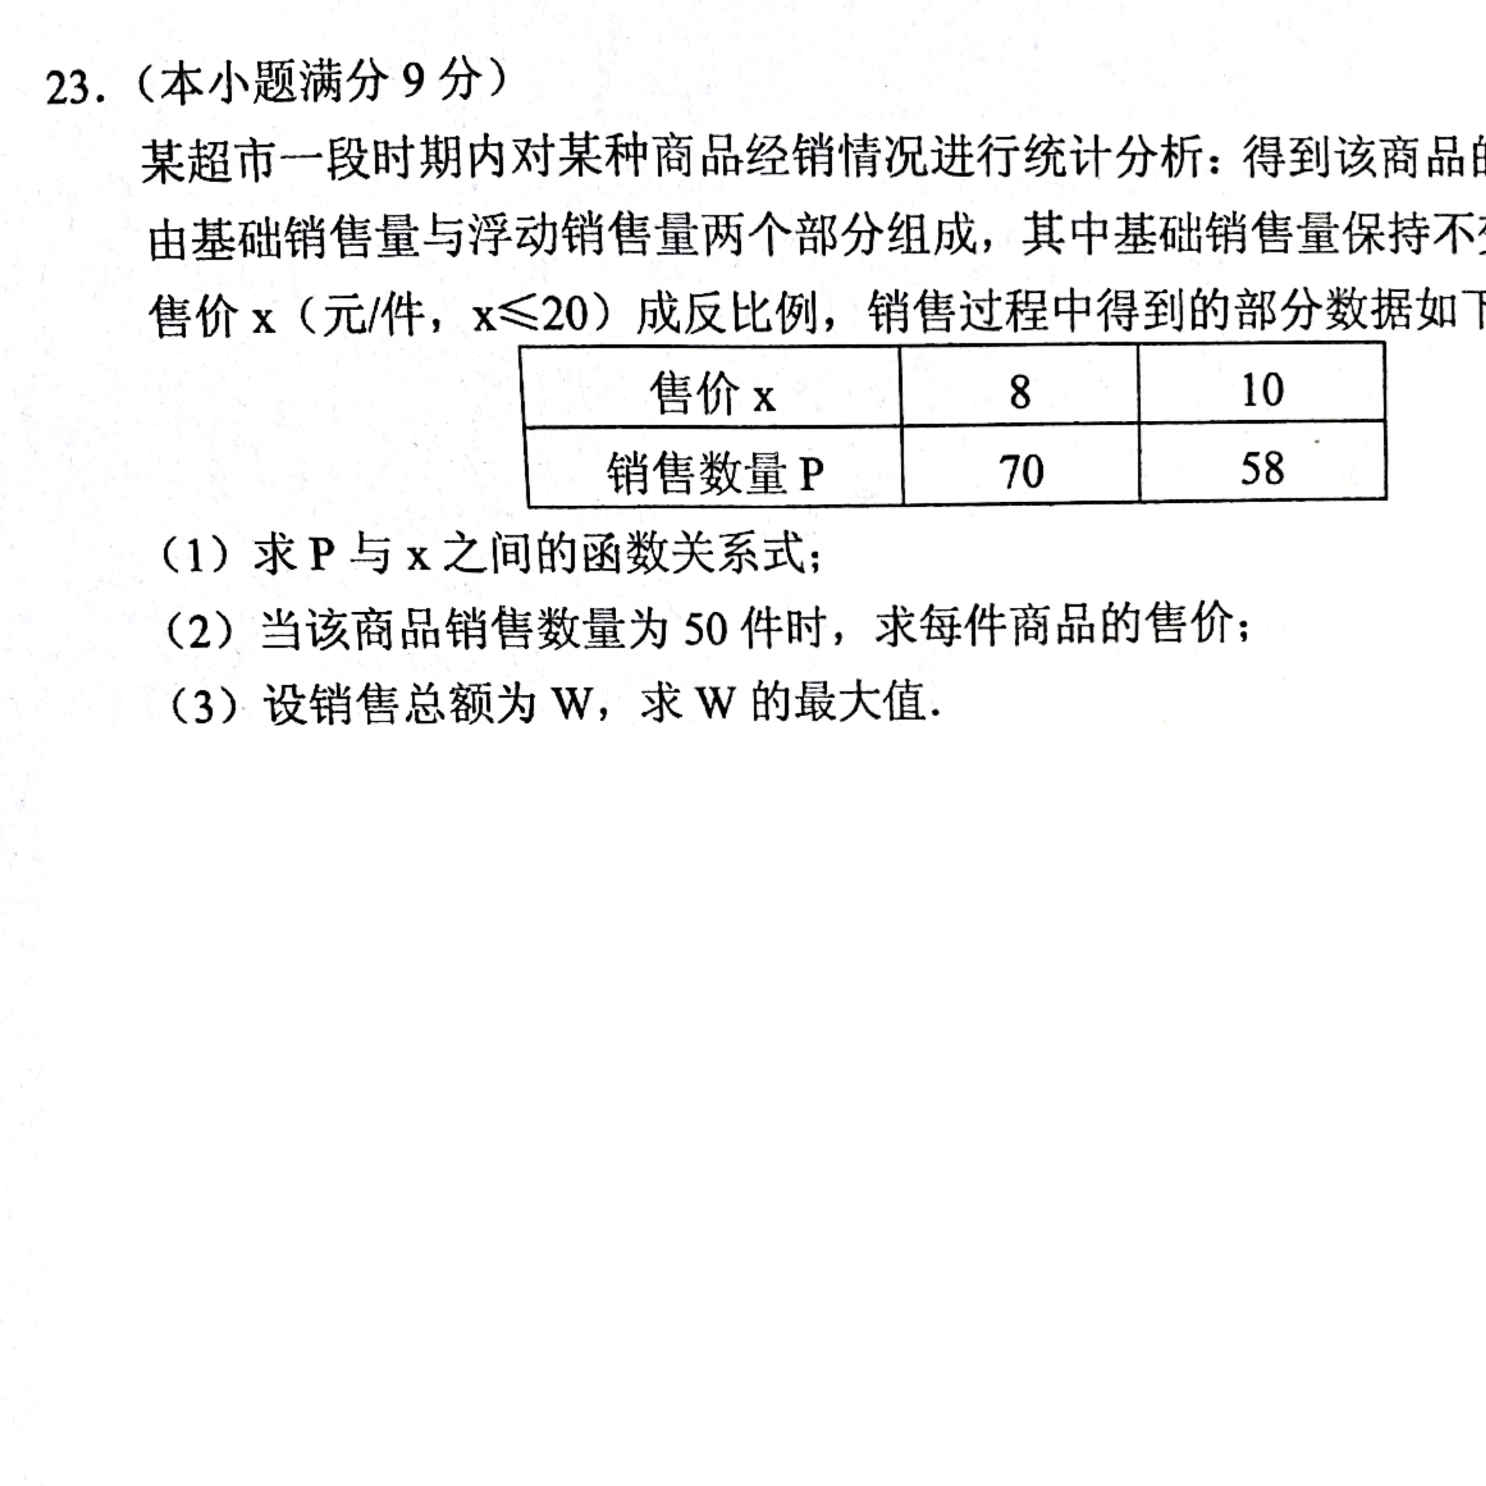 23.（本小题满分 9 分）
某超市一段时期内对某种商品经销情况进行统计分析：得到该商品的
由基础销售量与浮动销售量两个部分组成，其中基础销售量保持不
售价 x（元/件，x≤20）成反比例，销售过程中得到的部分数据如下
售价 x 8 10
销售数量 P 70 58
（1）求 P 与 x 之间的函数关系式；
（2）当该商品销售数量为 50 件时，求每件商品的售价；
（3）设销售总额为 W，求 W 的最大值.